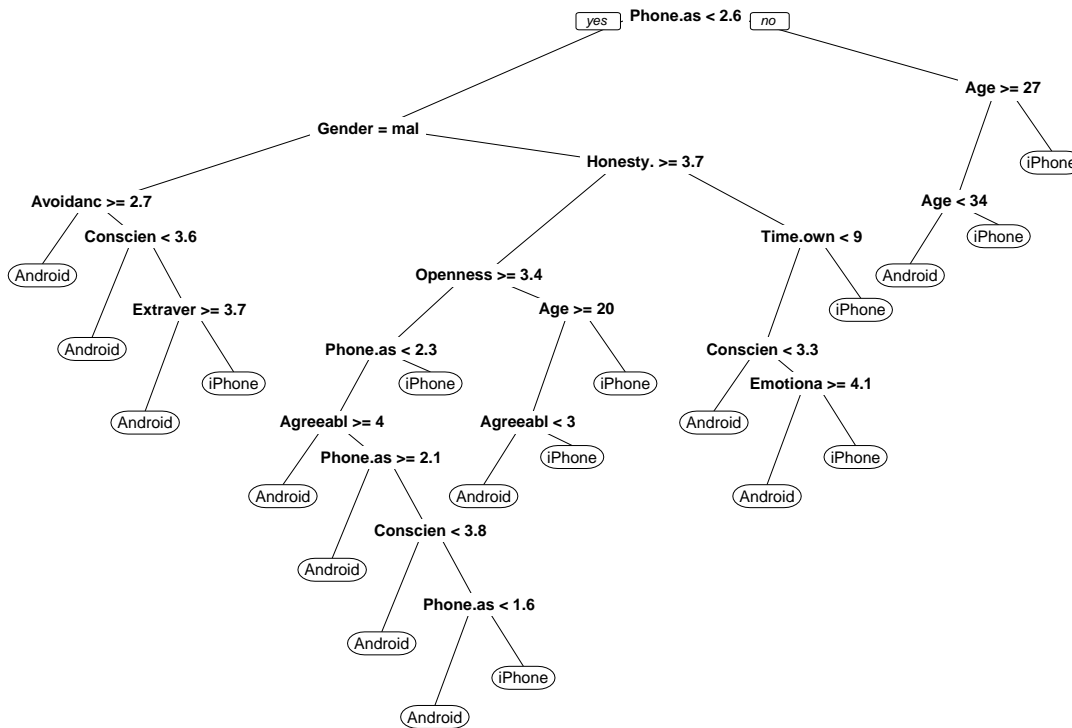 yes Phone.as < 2.6 no
Age >= 27
Gender = mal
Honesty. >= 3.7
iPhone
Avoidanc >= 2.7
Age < 34
Conscien < 3.6
Time.own < 9
iPhone
Android
Openness >= 3.4
Android
Extraver >= 3.7
Age >= 20
iPhone
Android
Phone.as < 2.3
Conscien < 3.3
iPhone
iPhone
iPhone
Emotiona >= 4.1
Android
Agreeabl >= 4
Agreeabl < 3
Android
Phone.as >= 2.1
iPhone
iPhone
Android
Android
Android
Conscien < 3.8
Android
Phone.as < 1.6
Android
iPhone
Android